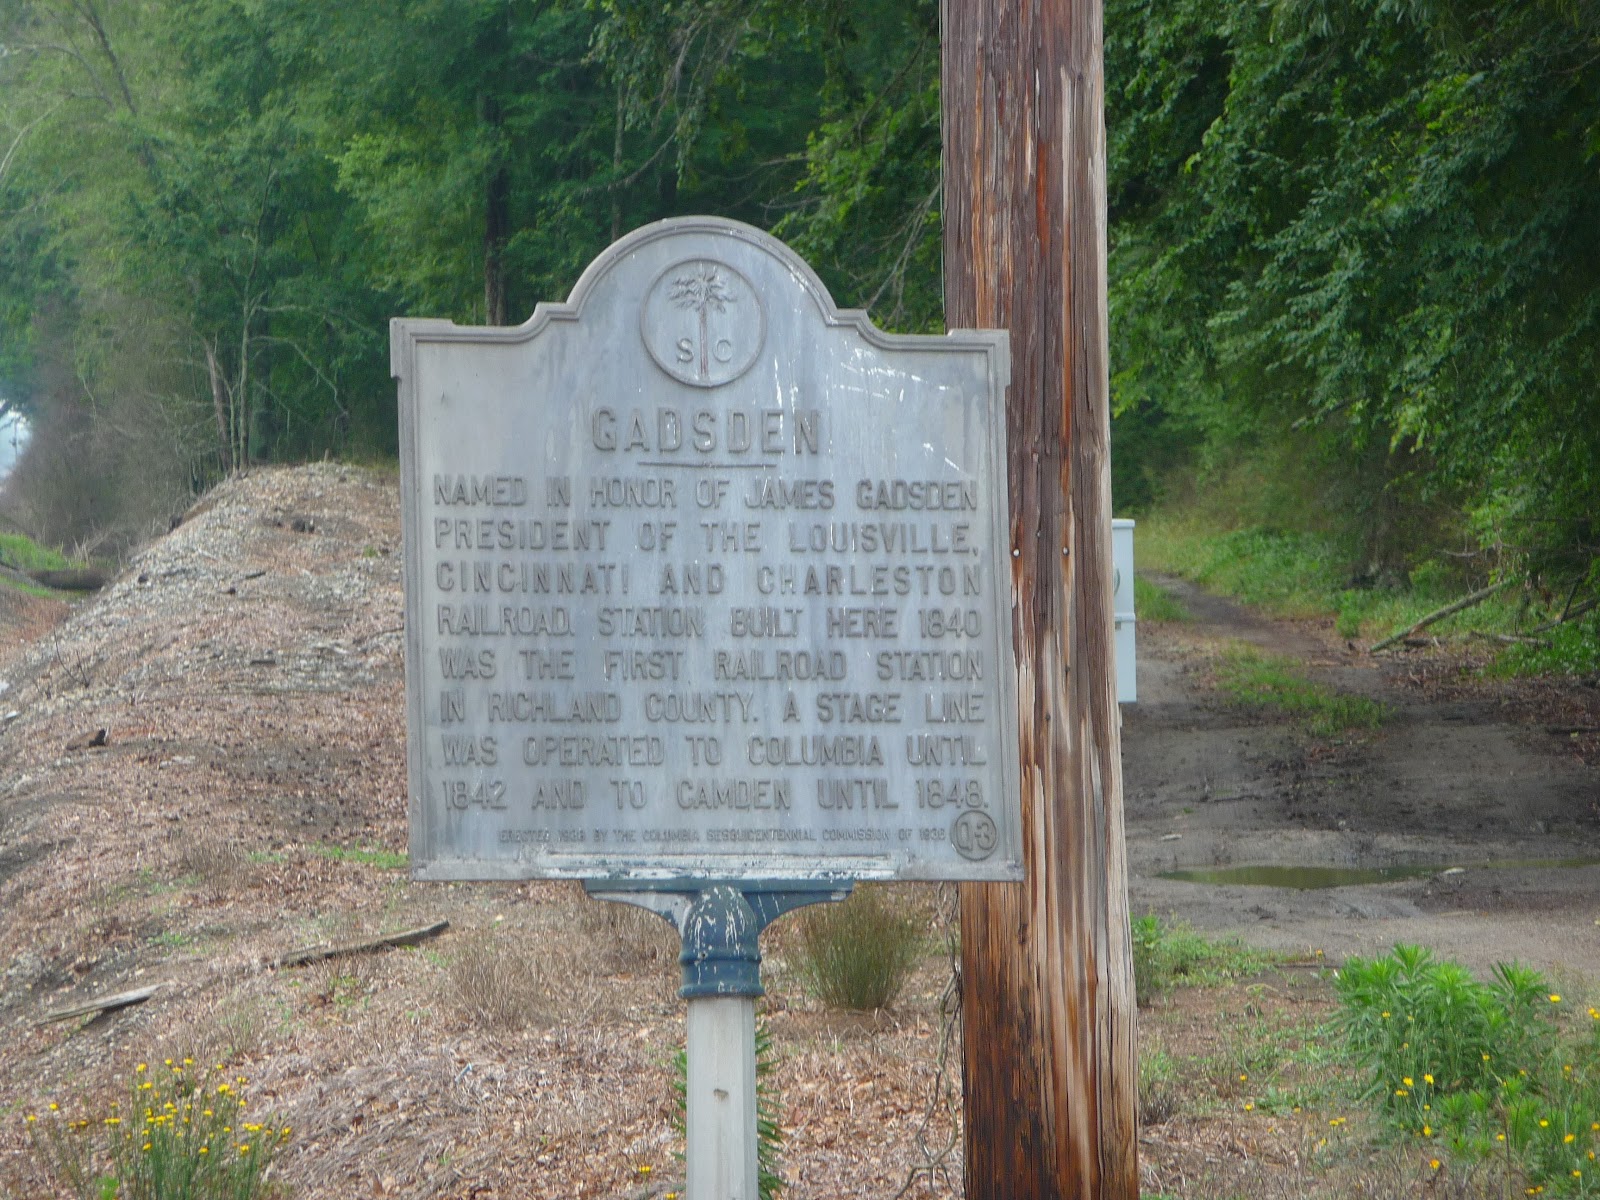 S C
GADSDEN
NAMED IN HONOR OF JAMES GADSDEN
PRESIDENT OF THE LOUISVILLE,
CINCINNATI AND CHARLESTON
RAILROAD. STATION BUILT HERE 1840
WAS THE FIRST RAILROAD STATION
IN RICHLAND COUNTY. A STAGE LINE
WAS OPERATED TO COLUMBIA UNTIL
1842 AND TO CAMDEN UNTIL 1848.
ERECTED 1938 BY THE COLUMBIA SESQUICENTENNIAL COMMISSION OF 1936